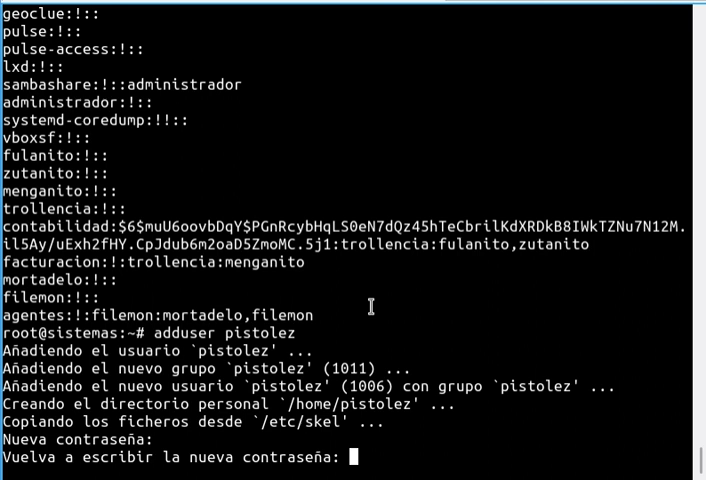 geoclue:!::
pulse:!::
pulse-access:!::
lxd:!::
sambashare:!::administrador
administrador:!::
systemd-coredump:!!::
vboxsf:!::
fulanito:!::
zutanito:!::
menganito:!::
trollencia:!::
contabilidad:$6$muU6oovbDqY$PGnRcybHqLS0eN7dQz45hTeCbrilKdXRDkB8IWkTZNu7N12M.
il5Ay/uExh2fHY.CpJdub6m2oaD5ZmoMC.5j1:trollencia:fulanito,zutanito
facturacion:!:trollencia:menganito
mortadelo:!::
filemon:!::
agentes:!:filemon:mortadelo,filemon
root@sistemas:~# adduser pistolez
Añadiendo el usuario `pistolez' ...
Añadiendo el nuevo grupo `pistolez' (1011) ...
Añadiendo el nuevo usuario `pistolez' (1006) con grupo `pistolez' ...
Creando el directorio personal `/home/pistolez' ...
Copiando los ficheros desde `/etc/skel' ...
Nueva contraseña:
Vuelva a escribir la nueva contraseña: